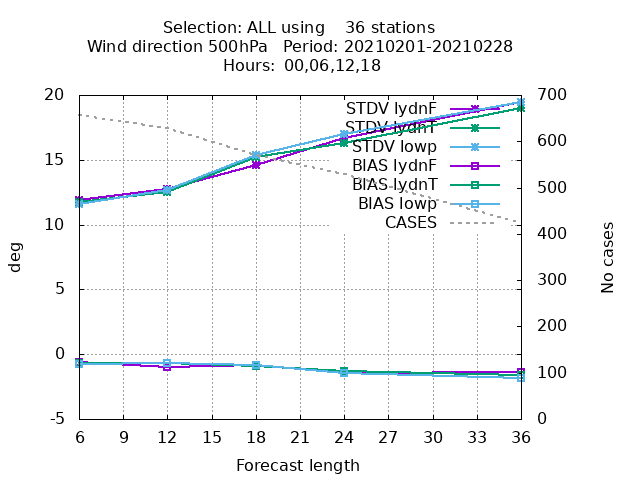 Selection: ALL using    36 stations
Wind direction 500hPa   Period: 20210201-20210228
Hours:  00,06,12,18
STDV lydnF
STDV lydnT
STDV lowp
BIAS lydnF
BIAS lydnT
BIAS lowp
CASES
20
15
10
5
0
-5
deg
700
600
500
400
300
200
100
0
No cases
6 9 12 15 18 21 24 27 30 33 36
Forecast length